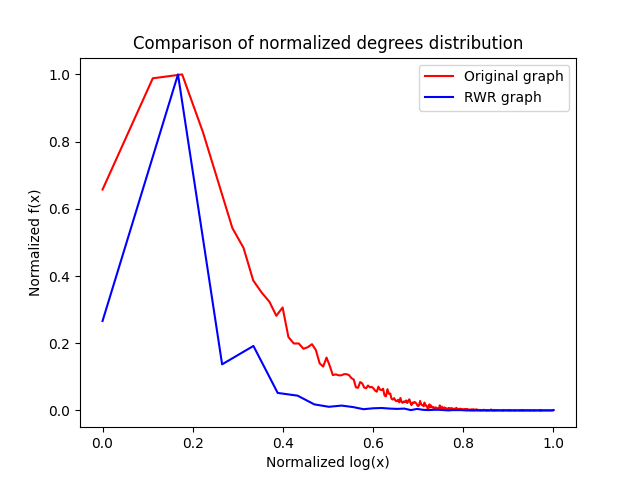 Comparison of normalized degrees distribution
Original graph
RWR graph
Normalized f(x)
1.0
0.8
0.6
0.4
0.2
0.0
0.0 0.2 0.4 0.6 0.8 1.0
Normalized log(x)